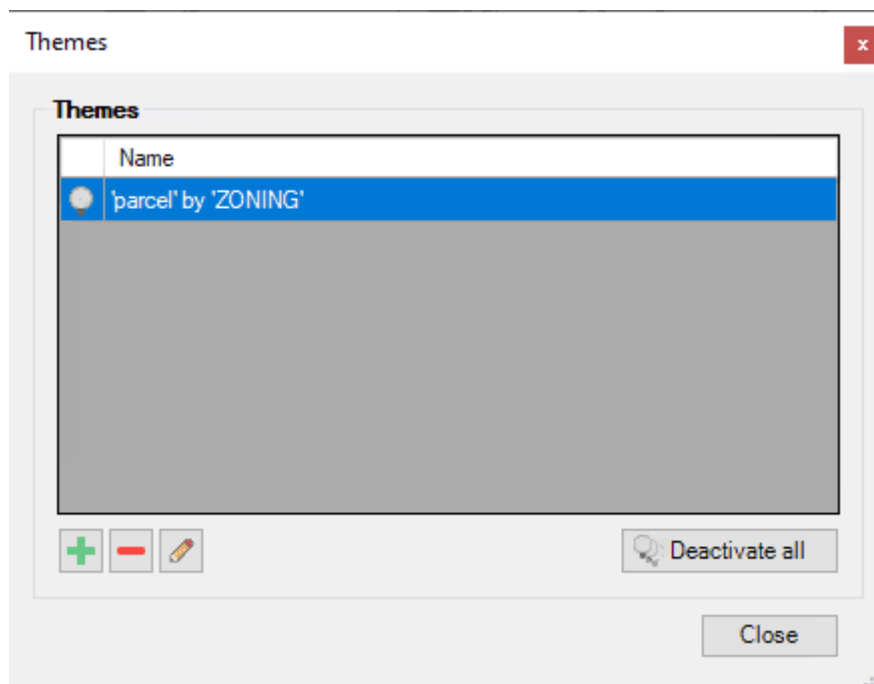 Themes
x
Themes
Name
'parcel' by 'ZONING'
Deactivate all
Close